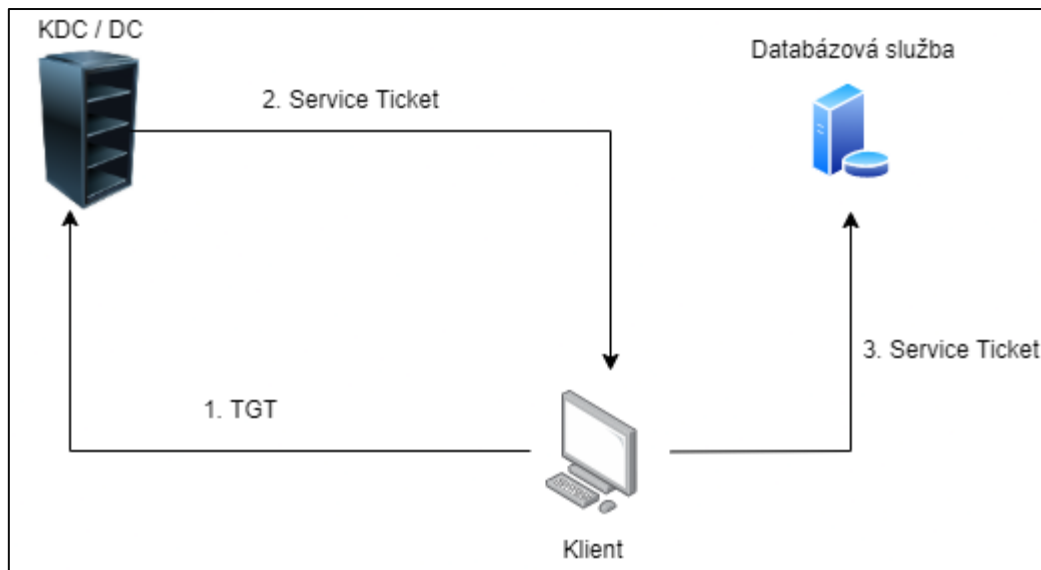 KDC / DC
Databázová služba
2. Service Ticket
3. Service Ticket
1. TGT
Klient